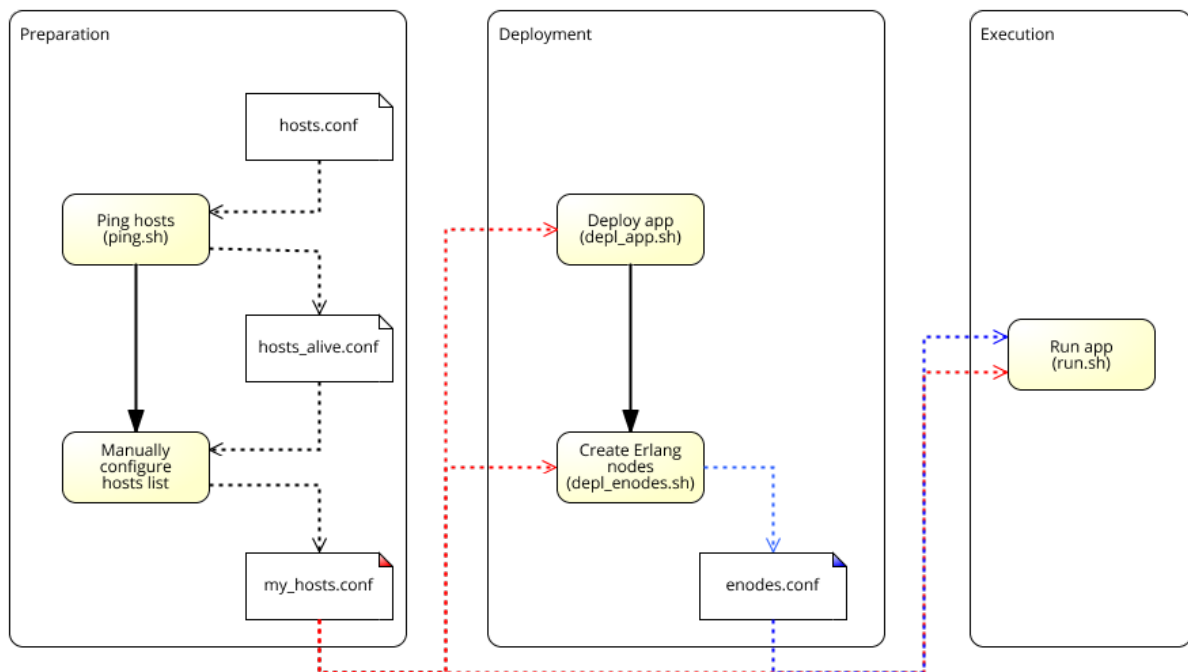 Preparation
hosts.conf
Ping hosts
(ping.sh)
hosts_alive.conf
Manually
configure
hosts list
my_hosts.conf
Deployment
Deploy app
(depl_app.sh)
Create Erlang
nodes
(depl_enodes.sh)
enodes.conf
Execution
Run app
(run.sh)